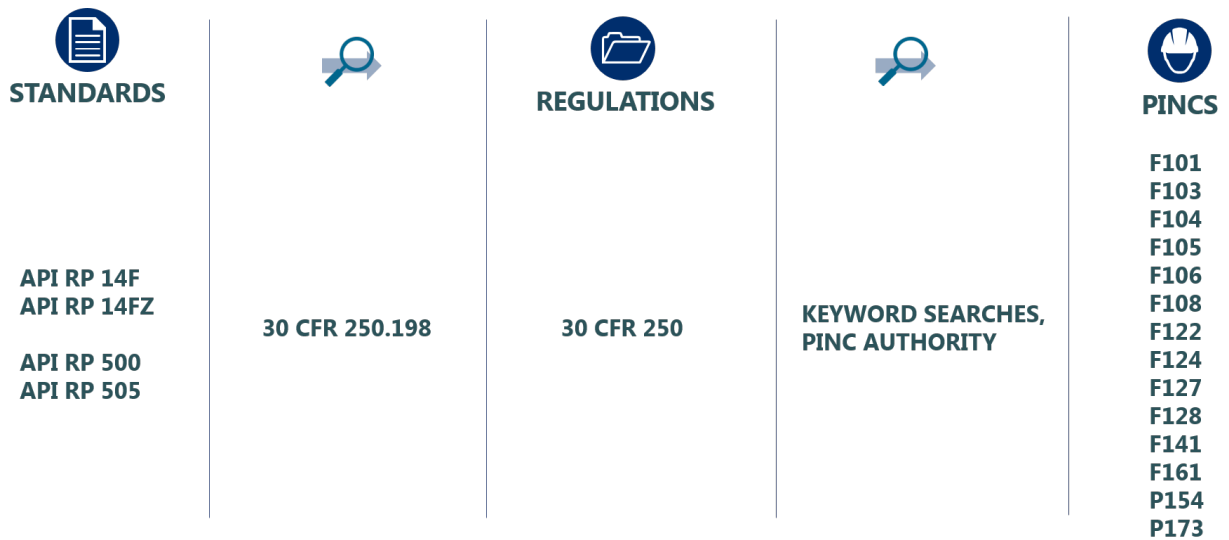 STANDARDS
API RP 14F
API RP 14FZ
API RP 500
API RP 505
30 CFR 250.198
REGULATIONS
30 CFR 250
KEYWORD SEARCHES,
PINC AUTHORITY
PINCS
F101
F103
F104
F105
F106
F108
F122
F124
F127
F128
F141
F161
P154
P173